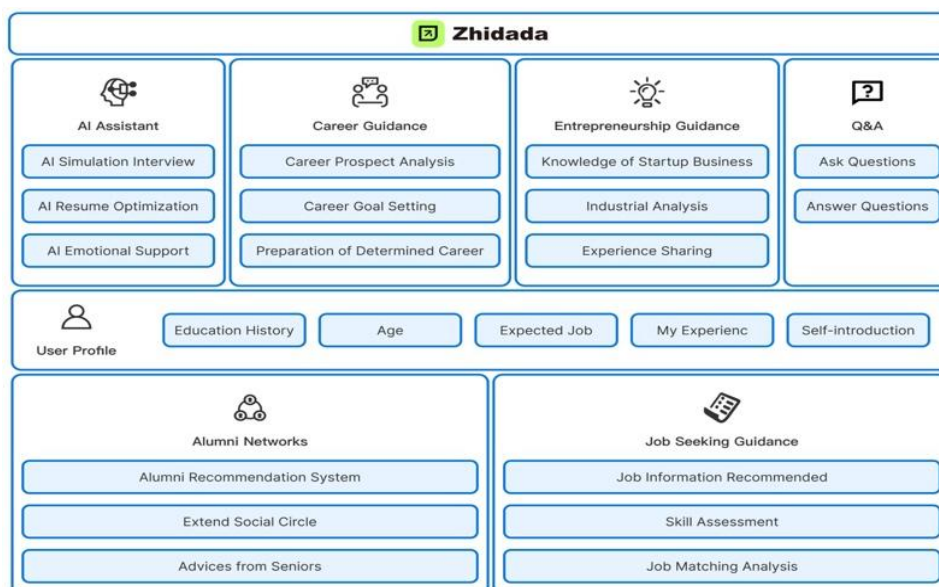 Zhidada
AI Assistant
AI Simulation Interview
AI Resume Optimization
AI Emotional Support
Career Guidance
Career Prospect Analysis
Career Goal Setting
Preparation of Determined Career
Entrepreneurship Guidance
Knowledge of Startup Business
Industrial Analysis
Experience Sharing
Q&A
Ask Questions
Answer Questions
User Profile
Education History
Age
Expected Job
My Experienc
Self-introduction
Alumni Networks
Alumni Recommendation System
Extend Social Circle
Advices from Seniors
Job Seeking Guidance
Job Information Recommended
Skill Assessment
Job Matching Analysis